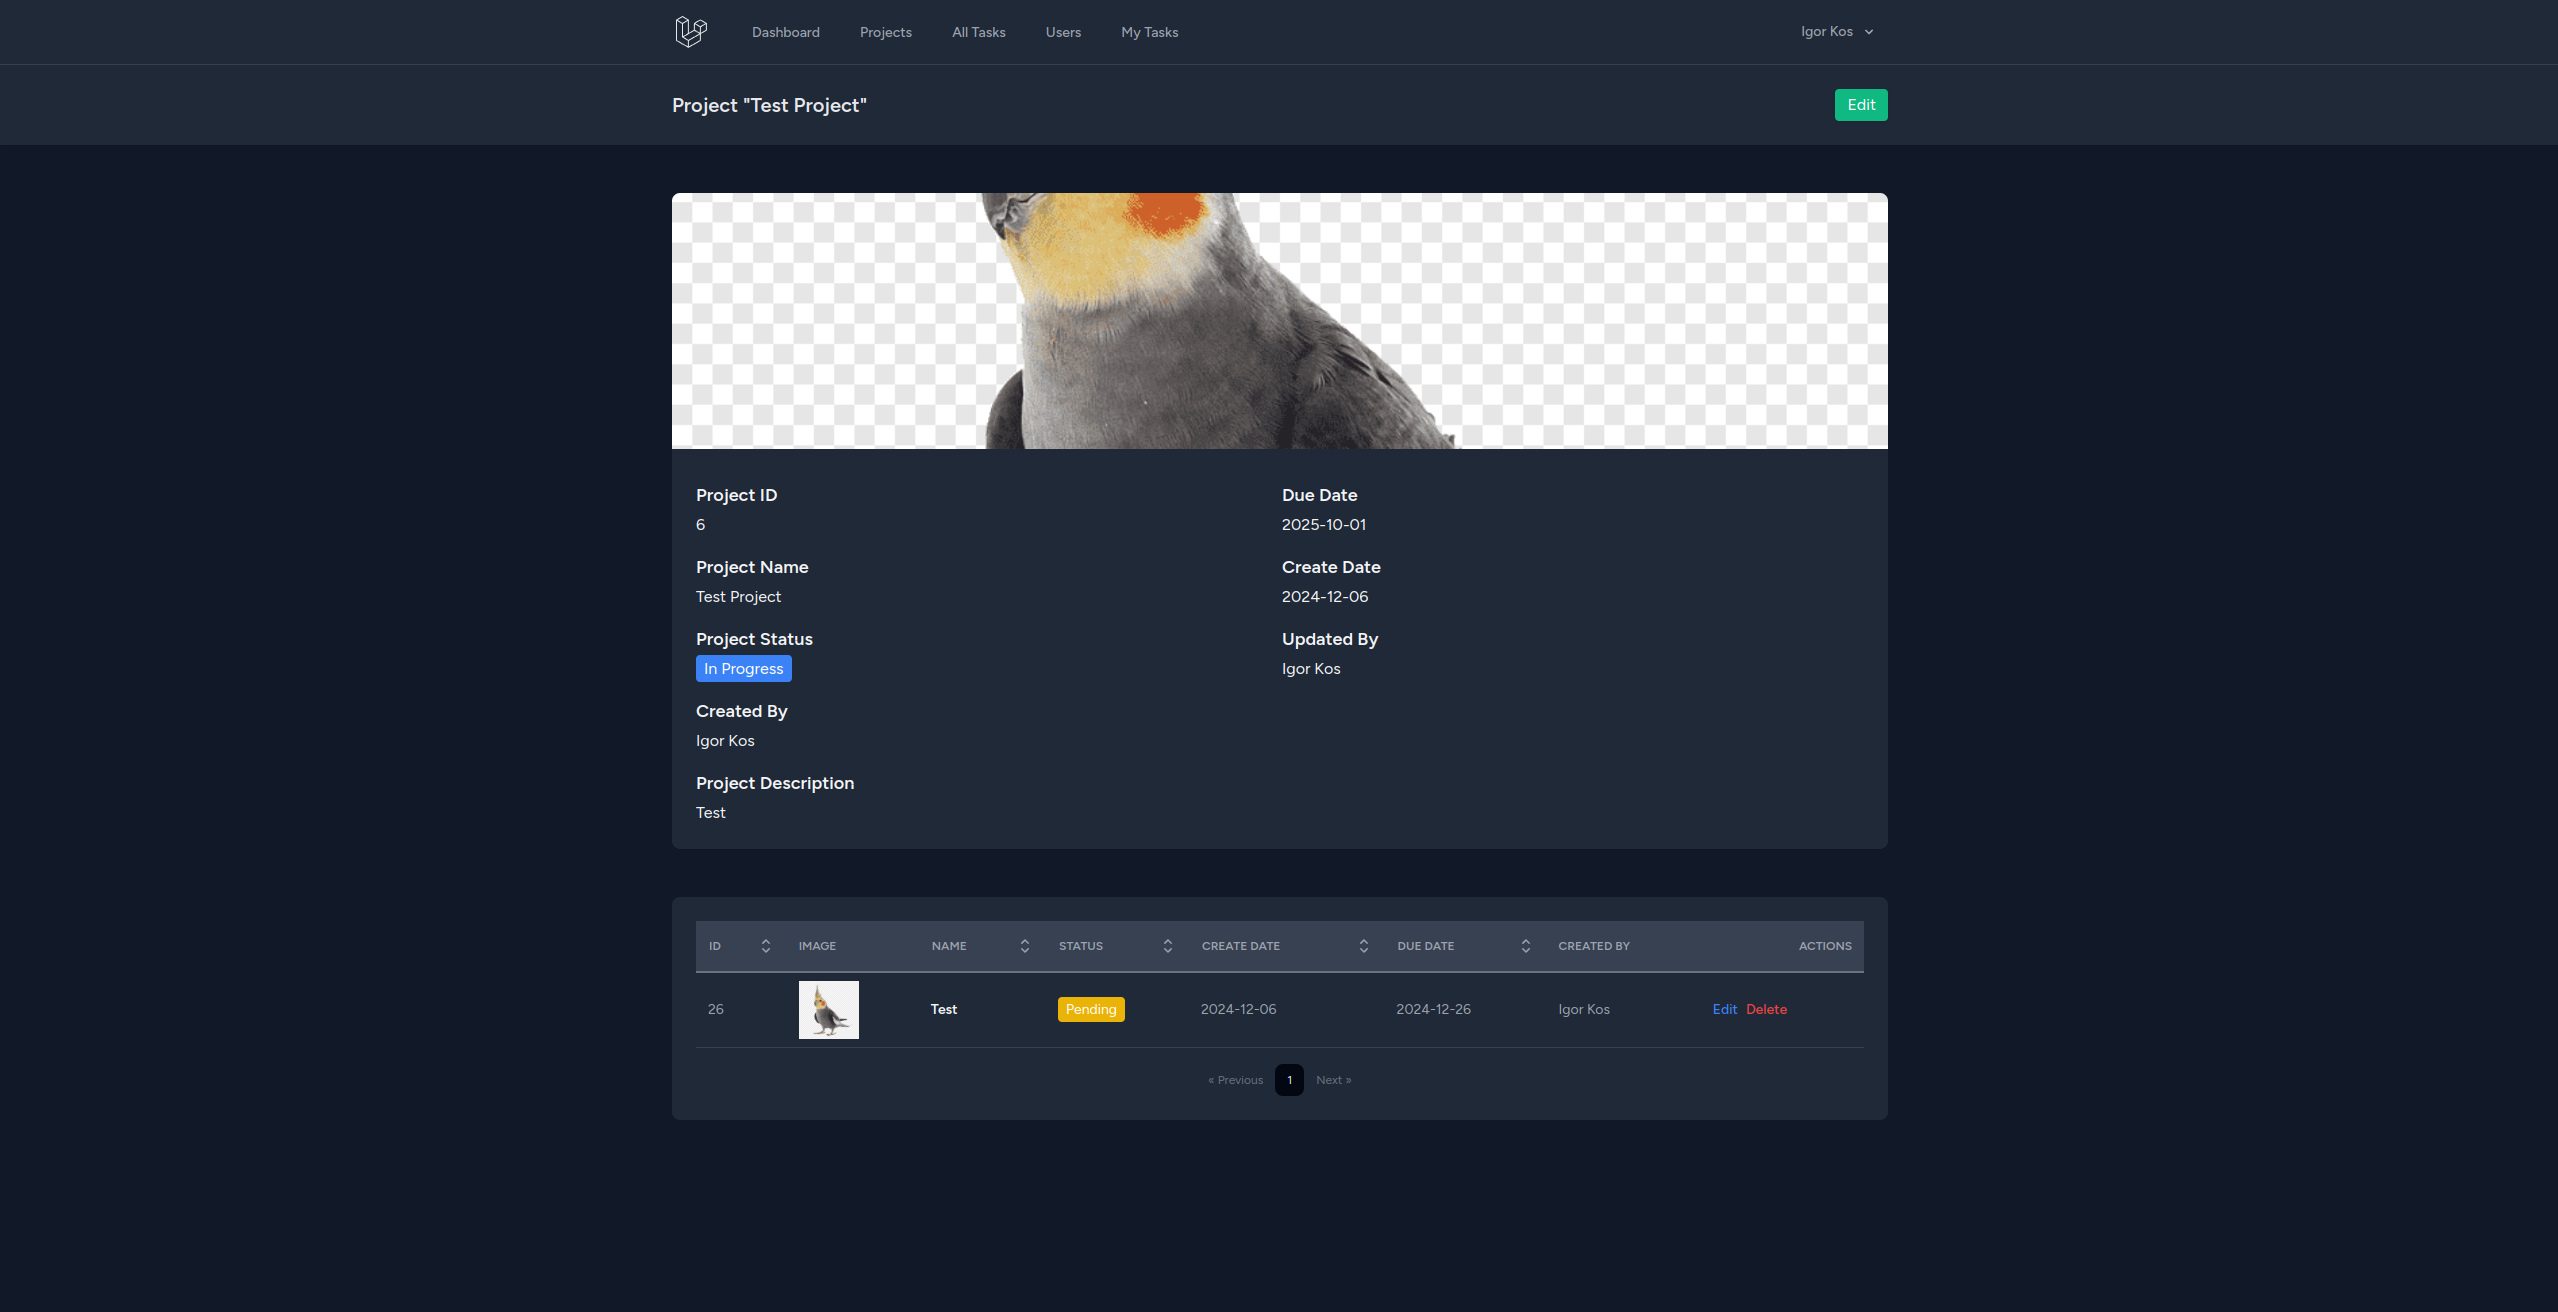 Dashboard Projects All Tasks Users My Tasks Igor Kos
Project "Test Project" Edit
Project ID
6
Project Name
Test Project
Project Status
In Progress
Created By
Igor Kos
Project Description
Test
Due Date
2025-10-01
Create Date
2024-12-06
Updated By
Igor Kos
ID IMAGE NAME STATUS CREATE DATE DUE DATE CREATED BY ACTIONS
26 Test Pending 2024-12-06 2024-12-26 Igor Kos Edit Delete
« Previous 1 Next »